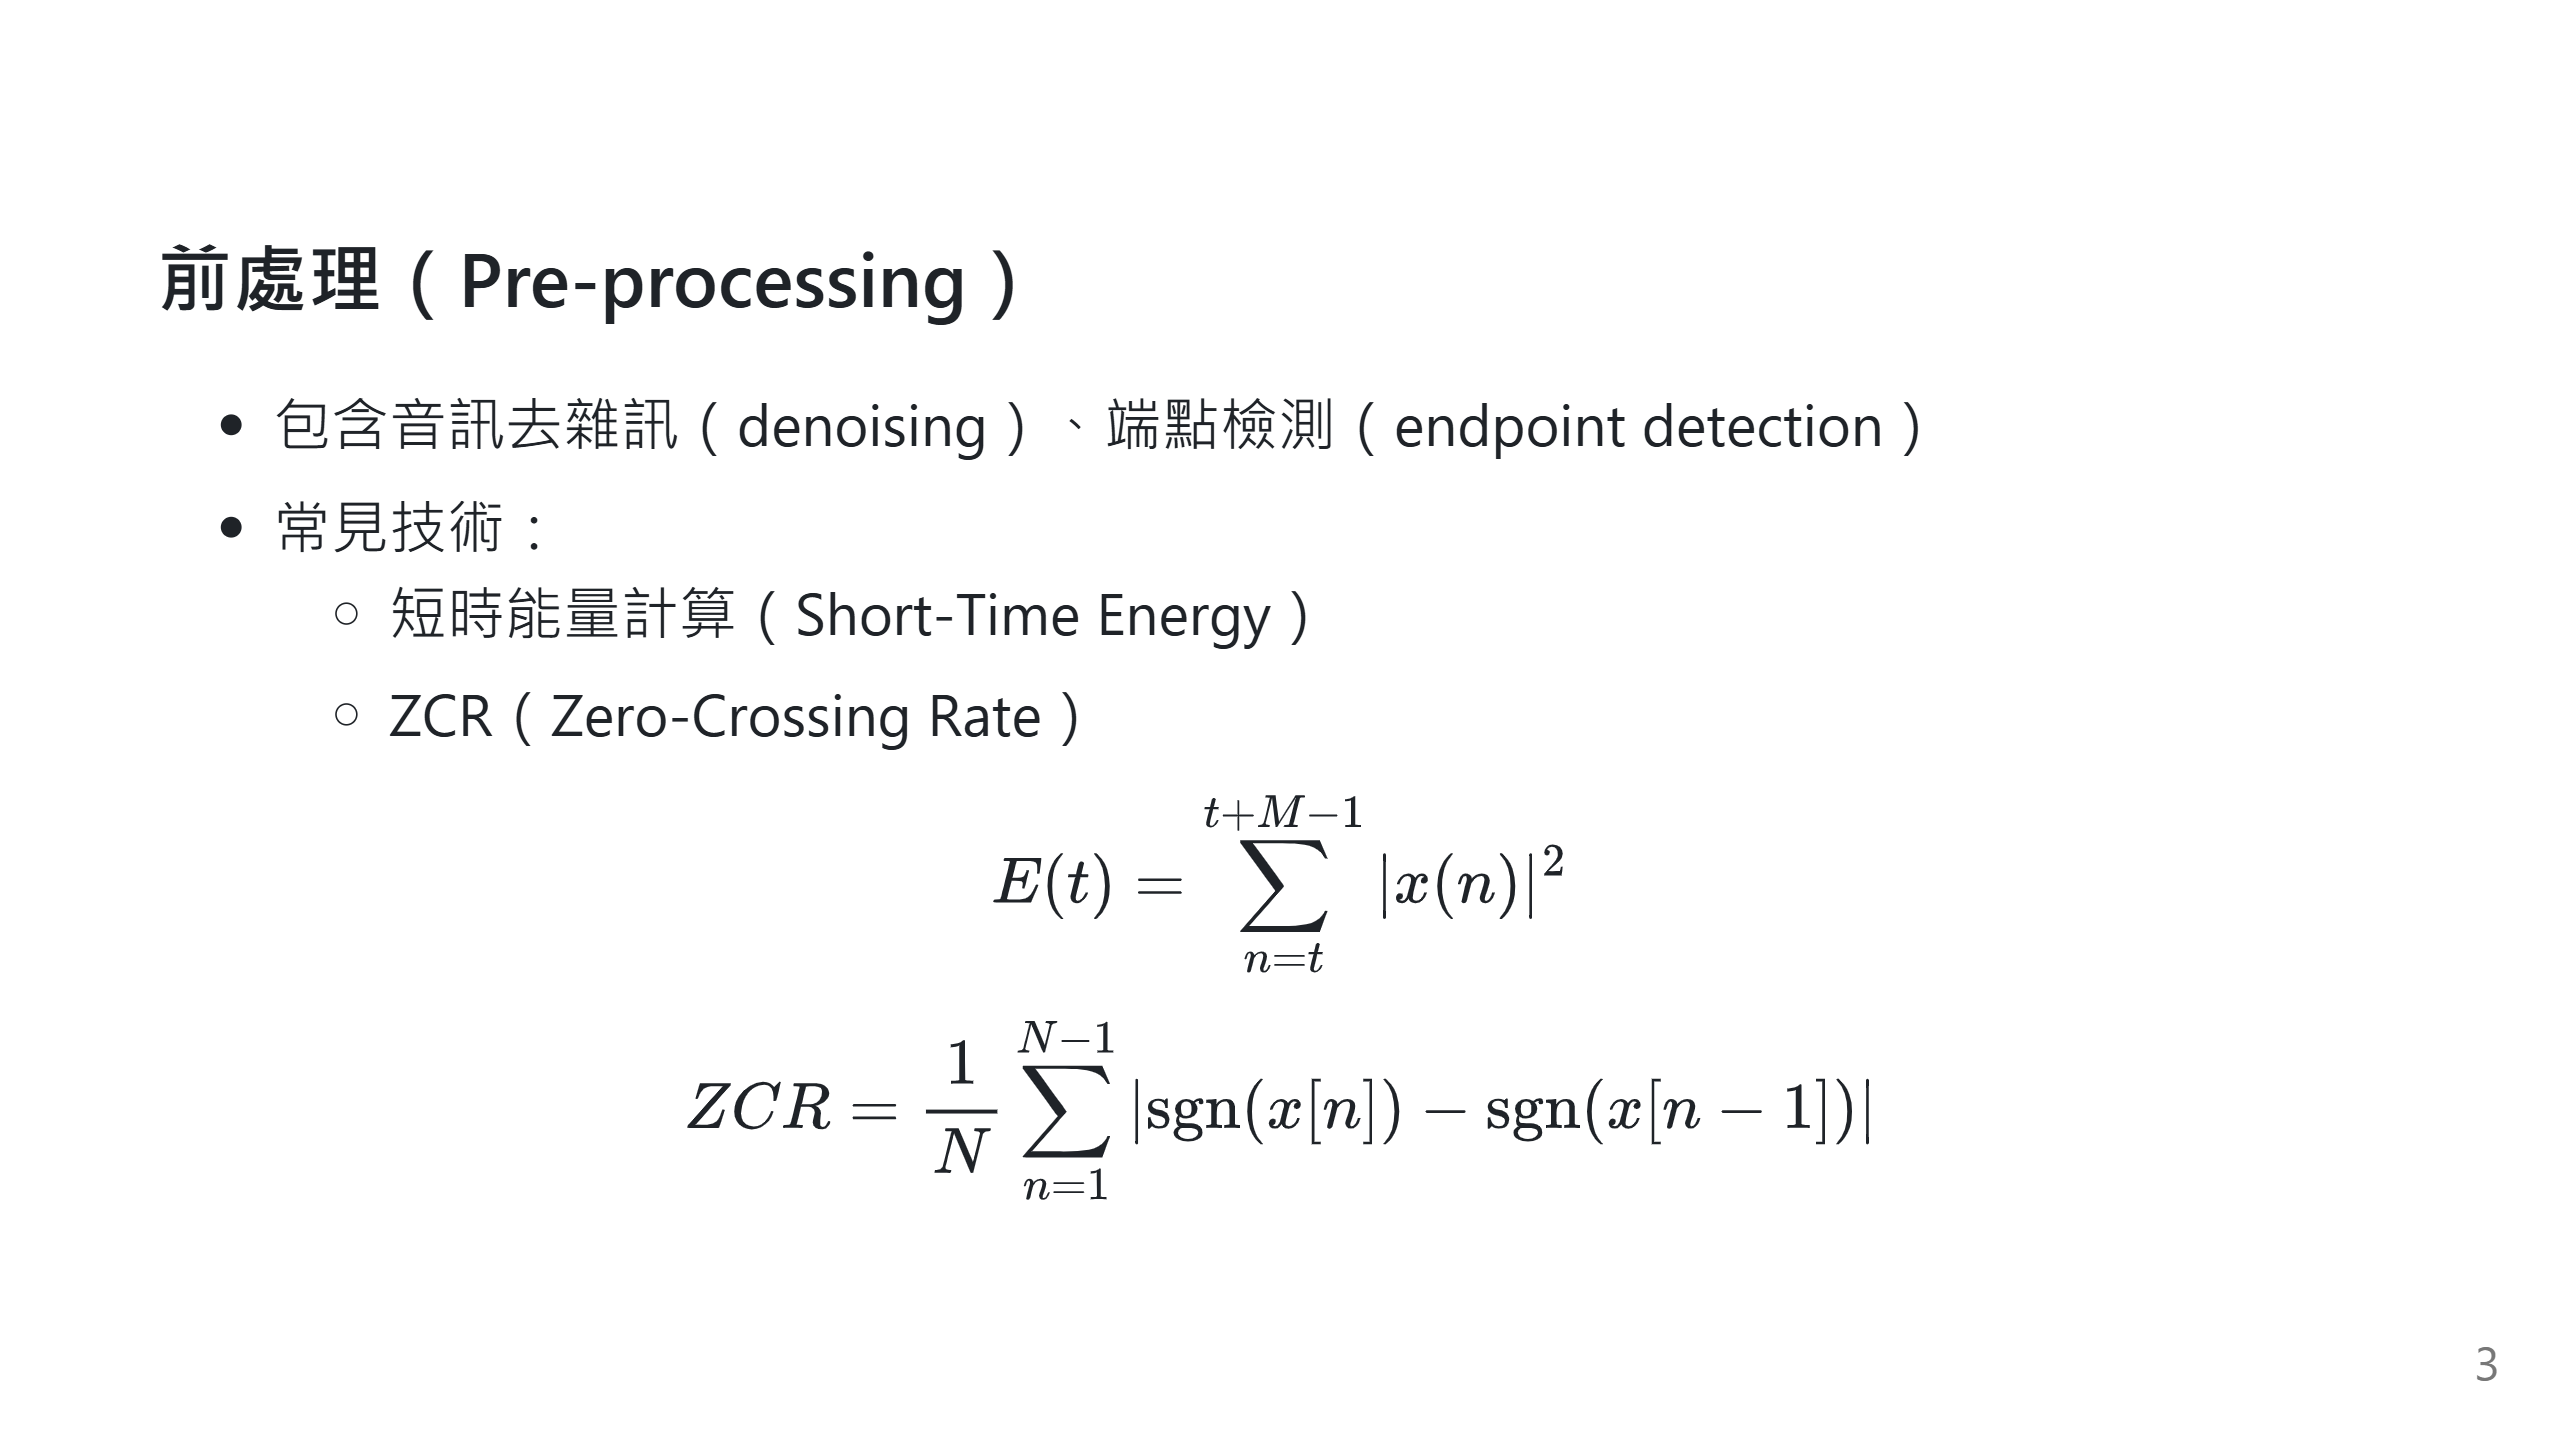 前處理（Pre-processing）
包含音訊去雜訊（denoising）、端點檢測（endpoint detection）
常見技術：
短時能量計算（Short-Time Energy）
ZCR（Zero-Crossing Rate）
$E(t) = \sum_{n=t}^{t+M-1} |x(n)|^2$
$ZCR = \frac{1}{N} \sum_{n=1}^{N-1} |\text{sgn}(x[n]) - \text{sgn}(x[n-1])|$
3